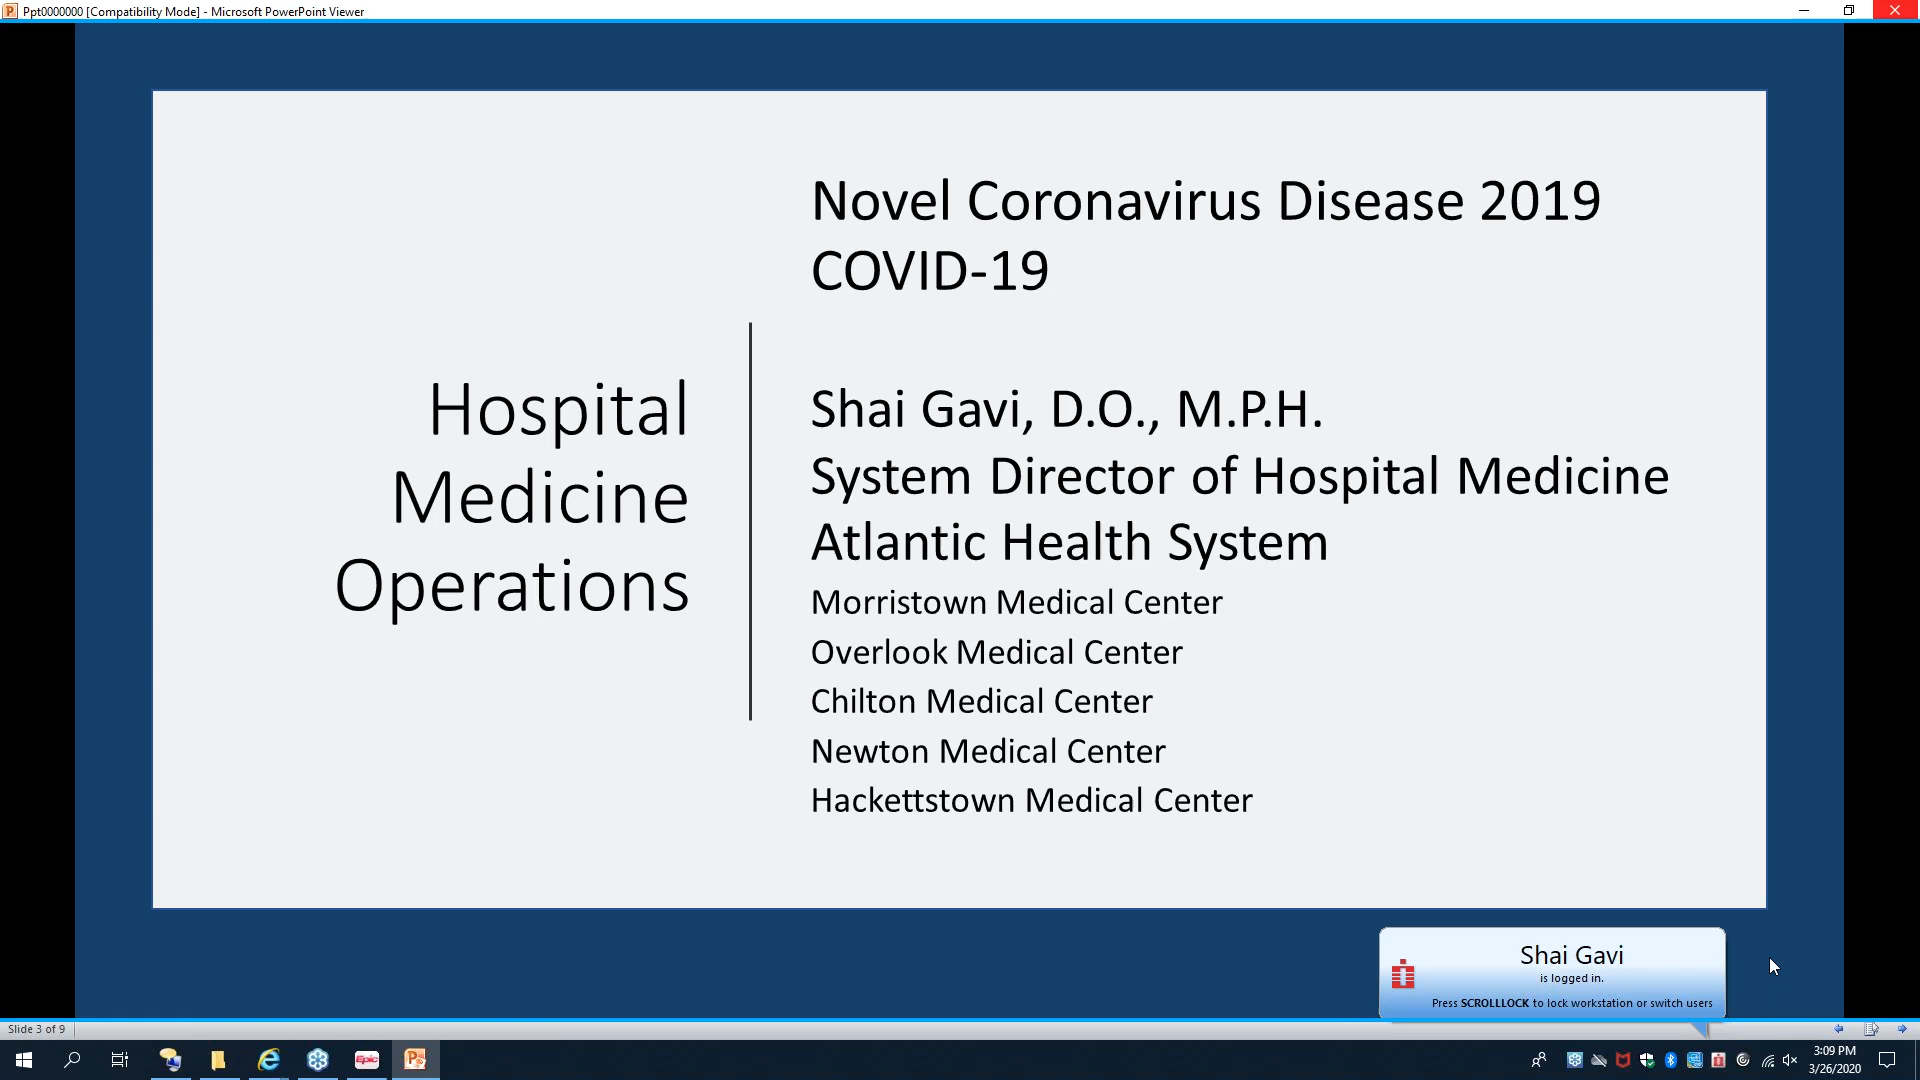 Ppt0000000 [Compatibility Mode] - Microsoft PowerPoint Viewer
Hospital
Medicine
Operations
Novel Coronavirus Disease 2019
COVID-19
Shai Gavi, D.O., M.P.H.
System Director of Hospital Medicine
Atlantic Health System
Morristown Medical Center
Overlook Medical Center
Chilton Medical Center
Newton Medical Center
Hackettstown Medical Center
Shai Gavi
is logged in.
Press SCROLLLOCK to lock workstation or switch users
Slide 3 of 9
Epic
3:09 PM
3/26/2020